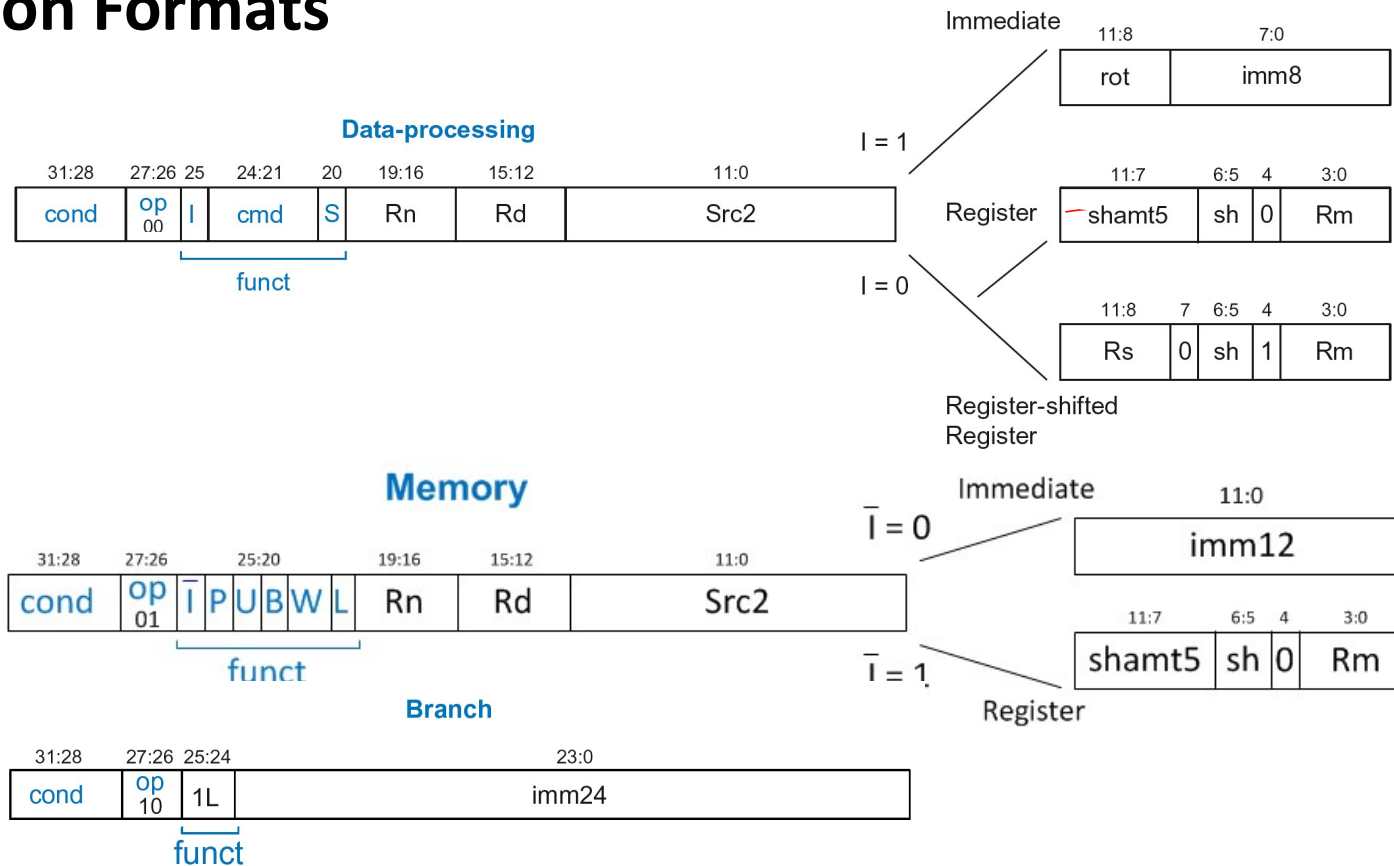 on Formats
Immediate
11:8 7:0
rot imm8
Data-processing
I = 1
31:28 27:26 25 24:21 20 19:16 15:12 11:0
cond op 00 I cmd S Rn Rd Src2
funct
I = 0
Register
11:7 6:5 4 3:0
shamt5 sh 0 Rm
11:8 7 6:5 4 3:0
Rs 0 sh 1 Rm
Register-shifted
Register
Memory
Immediate
11:0
imm12
I̅ = 0
31:28 27:26 25:20 19:16 15:12 11:0
cond op 01 I̅ P U B W L Rn Rd Src2
funct
I̅ = 1
11:7 6:5 4 3:0
shamt5 sh 0 Rm
Register
Branch
31:28 27:26 25:24 23:0
cond op 10 1L imm24
funct